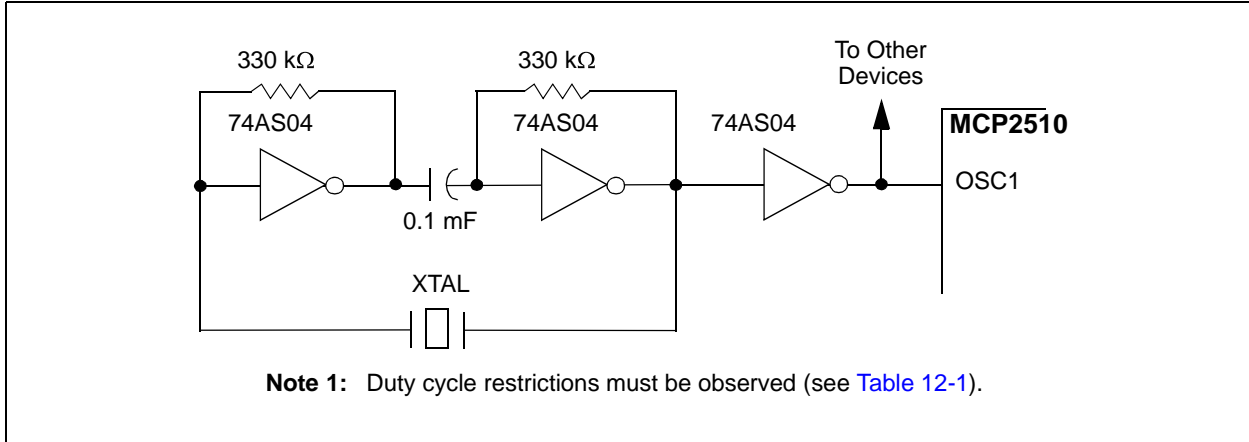 330 kΩ
330 kΩ
To Other
Devices
74AS04
74AS04
74AS04
MCP2510
OSC1
0.1 mF
XTAL
Note 1: Duty cycle restrictions must be observed (see Table 12-1).